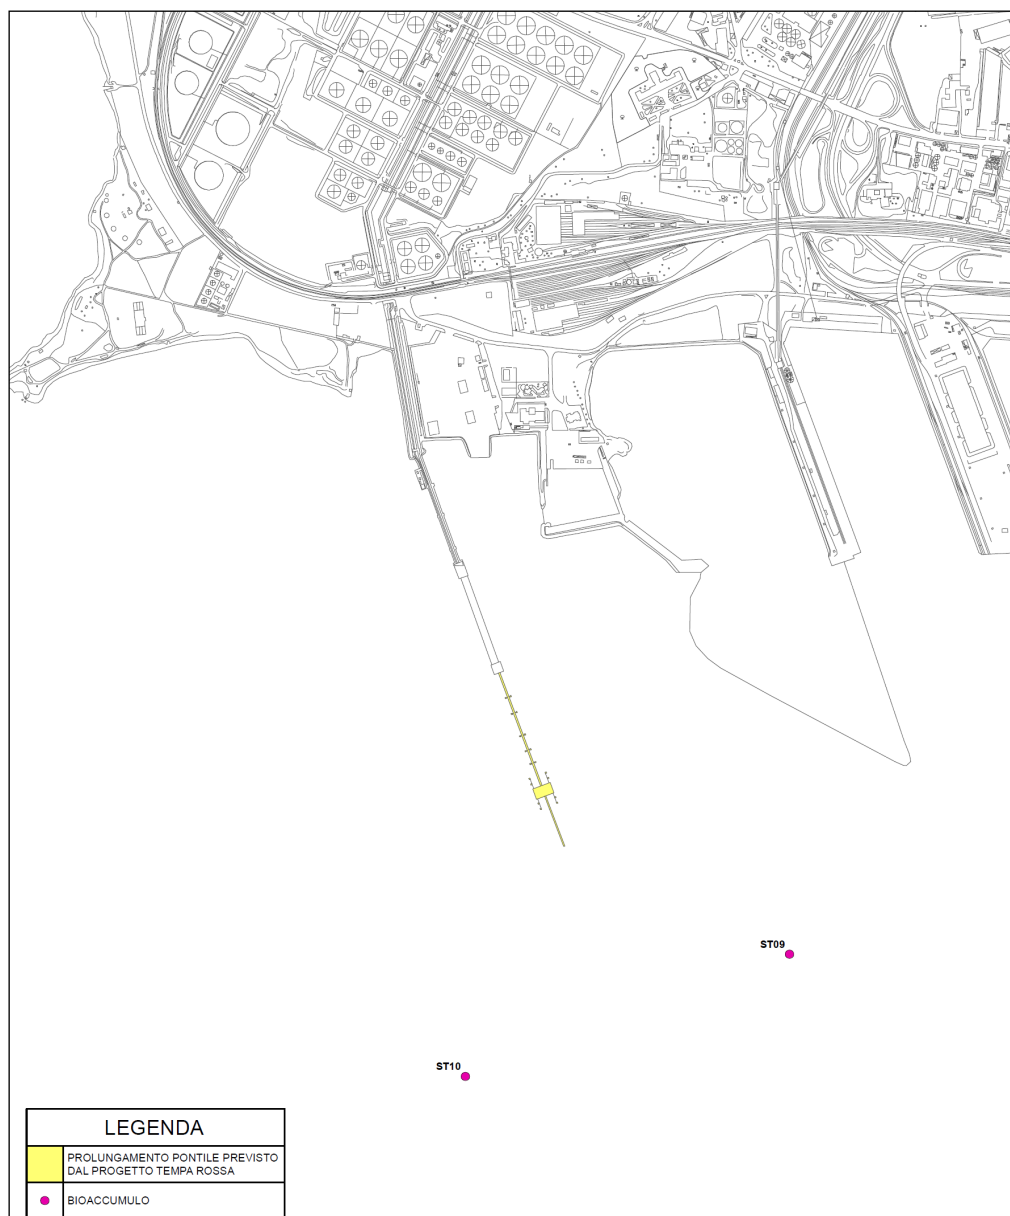 ST09
ST10
LEGENDA
PROLUNGAMENTO PONTILE PREVISTO
DAL PROGETTO TEMPA ROSSA
BIOACCUMULO